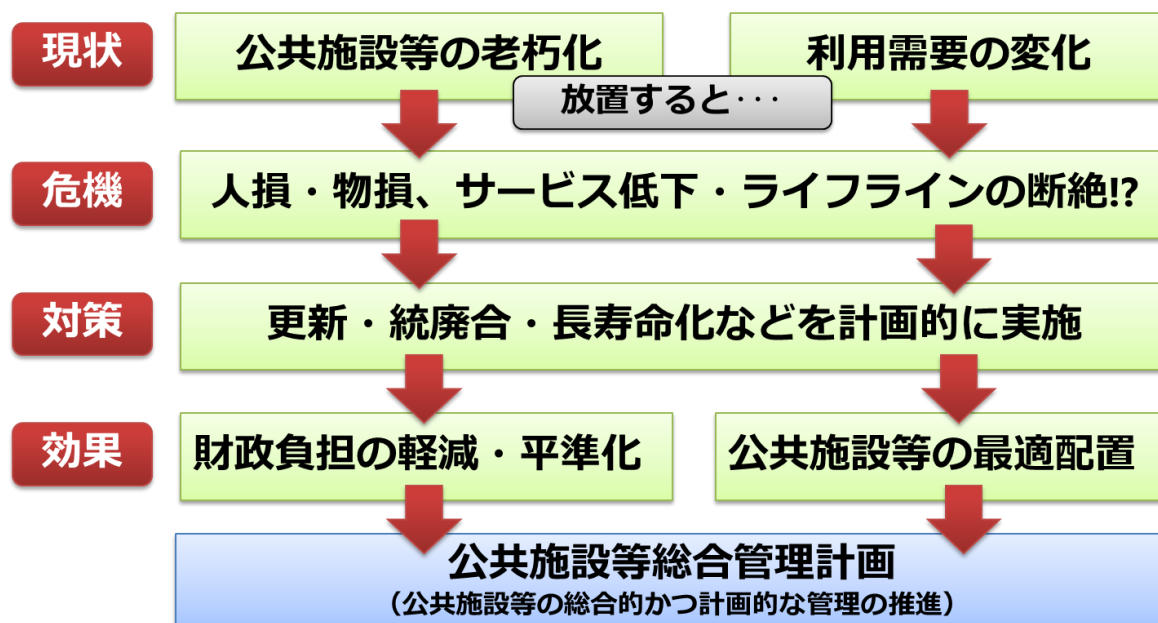 現状
公共施設等の老朽化
利用需要の変化
放置すると･･･
危機
人損・物損、サービス低下・ライフラインの断絶!?
対策
更新・統廃合・長寿命化などを計画的に実施
効果
財政負担の軽減・平準化
公共施設等の最適配置
公共施設等総合管理計画
（公共施設等の総合的かつ計画的な管理の推進）